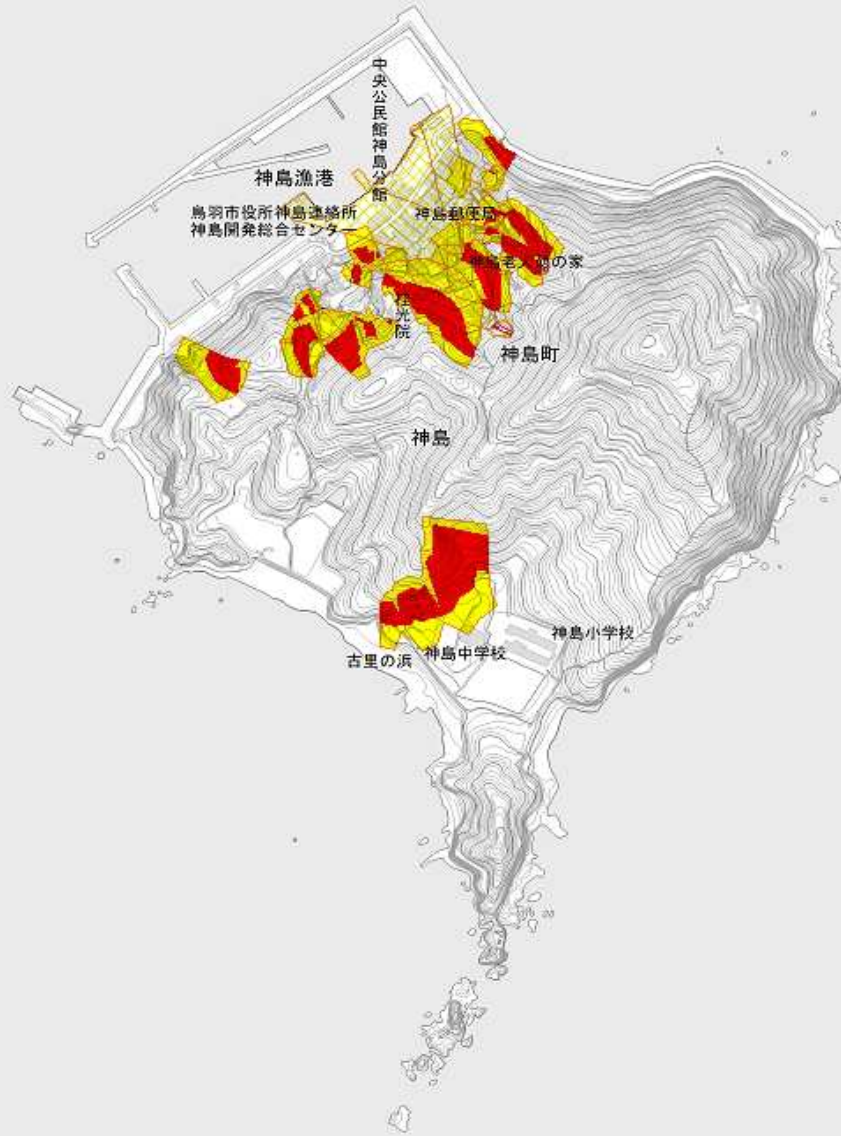 中央公民館神島分館
神島漁港
鳥羽市役所神島連絡所
神島開発総合センター
神島郵便局
神島老人憩の家
桂光院
神島町
神島
神島小学校
神島中学校
古里の浜